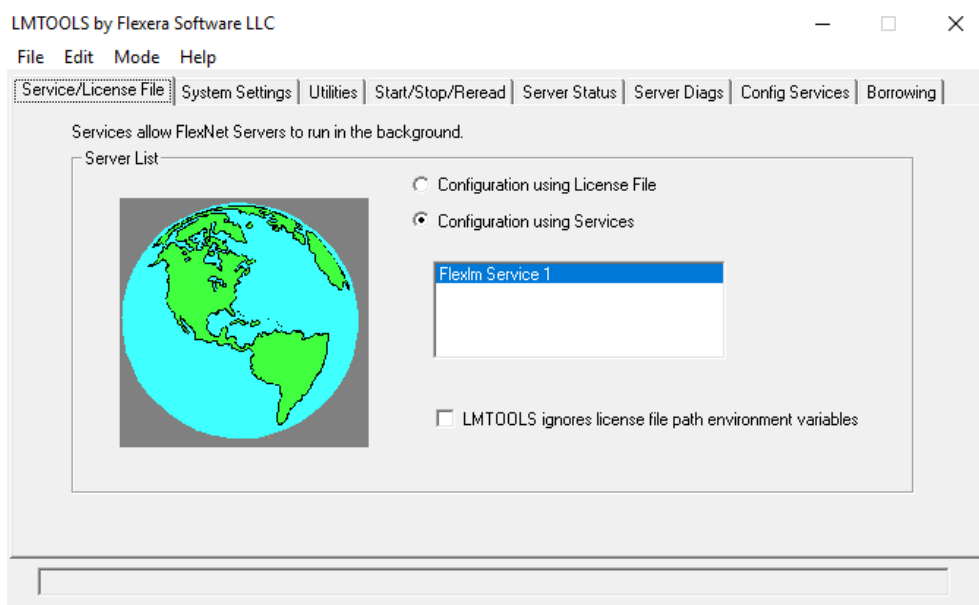 LMTOOLS by Flexera Software LLC
File Edit Mode Help
Service/License File System Settings Utilities Start/Stop/Reread Server Status Server Diags Config Services Borrowing
Services allow FlexNet Servers to run in the background.
Server List
Configuration using License File
Configuration using Services
Flexlm Service 1
LMTOOLS ignores license file path environment variables